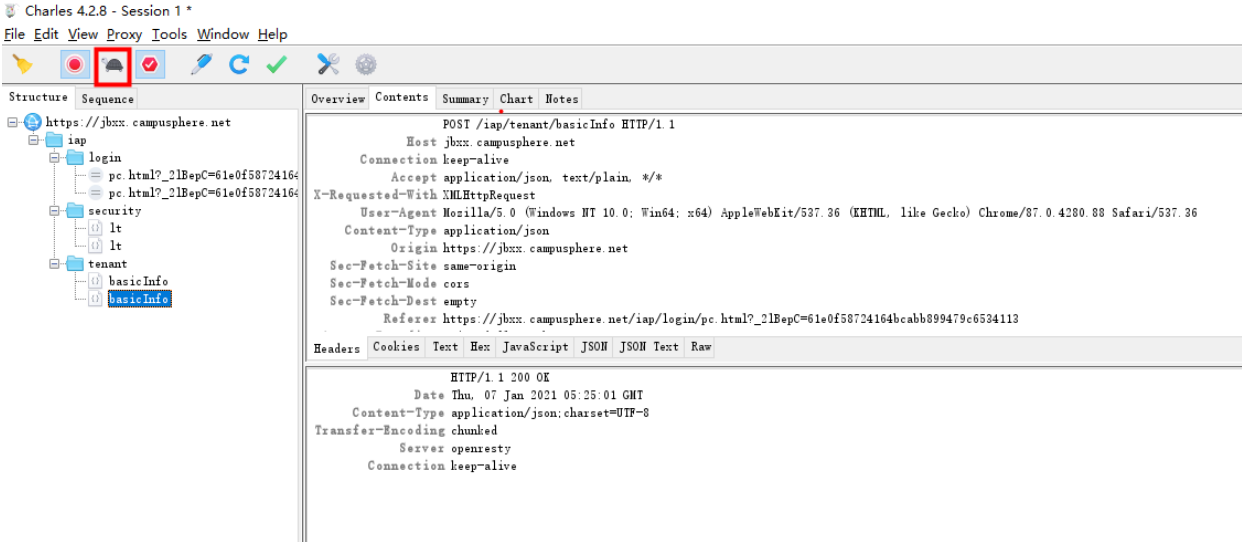 Charles 4.2.8 - Session 1 *
File Edit View Proxy Tools Window Help
Structure Sequence
https://jbxx.campusphere.net
iap
login
pc.html?_2lBepC=61e0f58724164
pc.html?_2lBepC=61e0f58724164
security
lt
lt
tenant
basicInfo
basicInfo
Overview Contents Summary Chart Notes
POST /iap/tenant/basicInfo HTTP/1.1
Host jbxx.campusphere.net
Connection keep-alive
Accept application/json, text/plain, */*
X-Requested-With XMLHttpRequest
User-Agent Mozilla/5.0 (Windows NT 10.0; Win64; x64) AppleWebKit/537.36 (KHTML, like Gecko) Chrome/87.0.4280.88 Safari/537.36
Content-Type application/json
Origin https://jbxx.campusphere.net
Sec-Fetch-Site same-origin
Sec-Fetch-Mode cors
Sec-Fetch-Dest empty
Referer https://jbxx.campusphere.net/iap/login/pc.html?_2lBepC=61e0f58724164bcabb899479c6534113
Headers Cookies Text Hex JavaScript JSON JSON Text Raw
HTTP/1.1 200 OK
Date Thu, 07 Jan 2021 05:25:01 GMT
Content-Type application/json;charset=UTF-8
Transfer-Encoding chunked
Server openresty
Connection keep-alive